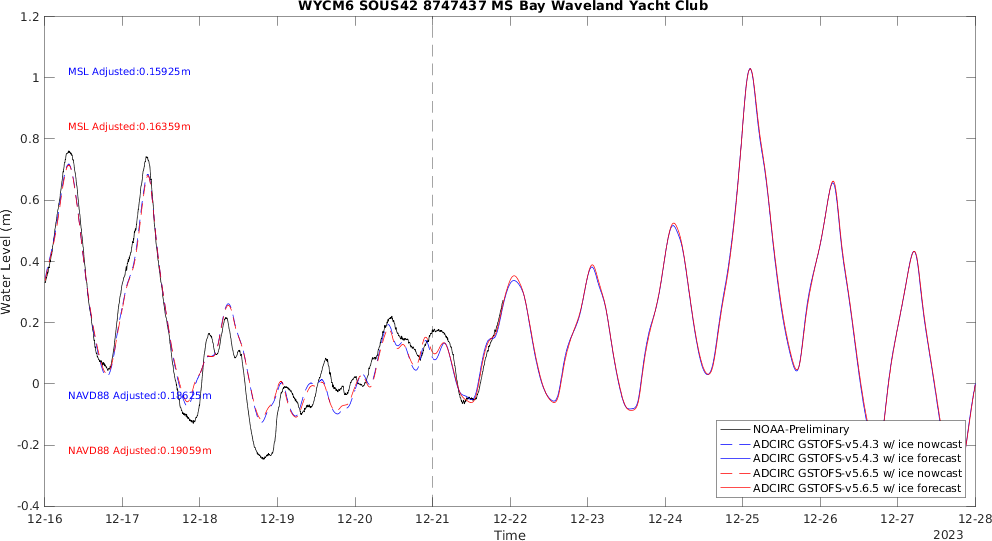 WYCM6 SOUS42 8747437 MS Bay Waveland Yacht Club
1.2
1
0.8
0.6
0.4
0.2
0
-0.2
-0.4
Water Level (m)
MSL Adjusted:0.15925m
MSL Adjusted:0.16359m
NAVD88 Adjusted:0.18625m
NAVD88 Adjusted:0.19059m
NOAA-Preliminary
ADCIRC GSTOFS-v5.4.3 w/ ice nowcast
ADCIRC GSTOFS-v5.4.3 w/ ice forecast
ADCIRC GSTOFS-v5.6.5 w/ ice nowcast
ADCIRC GSTOFS-v5.6.5 w/ ice forecast
12-16 12-17 12-18 12-19 12-20 12-21 12-22 12-23 12-24 12-25 12-26 12-27 12-28
Time
2023